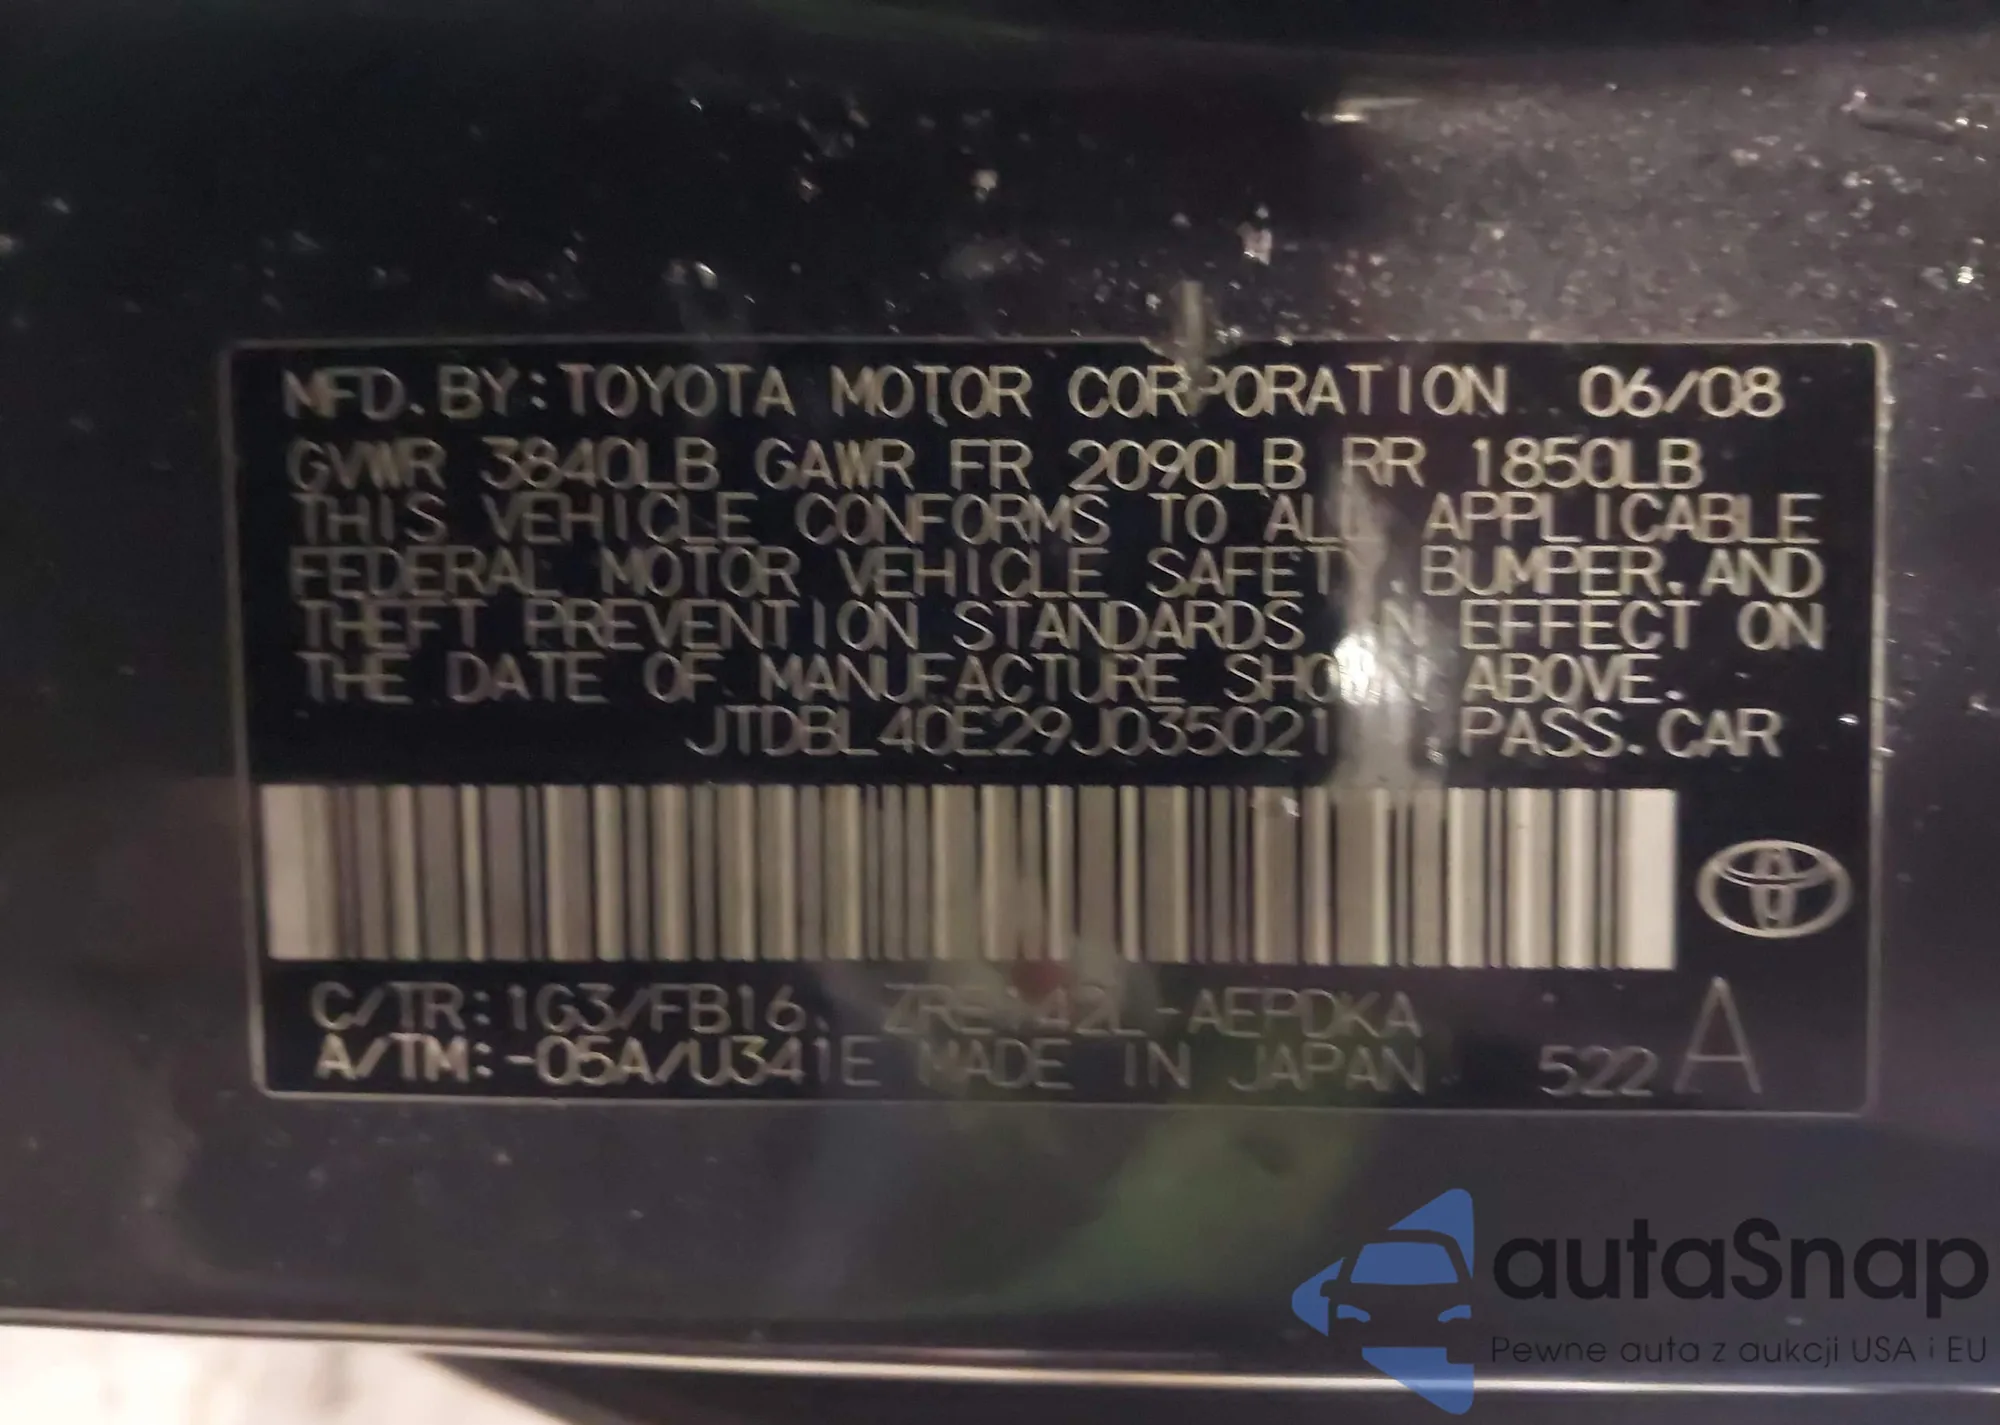 MFD. BY: TOYOTA MOTOR CORPORATION 06/08
GVWR 3840LB GAWR FR 2090LB RR 1850LB
THIS VEHICLE CONFORMS TO ALL APPLICABLE
FEDERAL MOTOR VEHICLE SAFETY, BUMPER, AND
THEFT PREVENTION STANDARDS IN EFFECT ON
THE DATE OF MANUFACTURE SHOWN ABOVE.
JTDBL40E29J035021 PASS. CAR
C/TR: 1G3/FB16, ZRE142L-AEPDKA
A/TM: -05A/U341E MADE IN JAPAN 522 A
autaSnap
Pewne auta z aukcji USA i EU